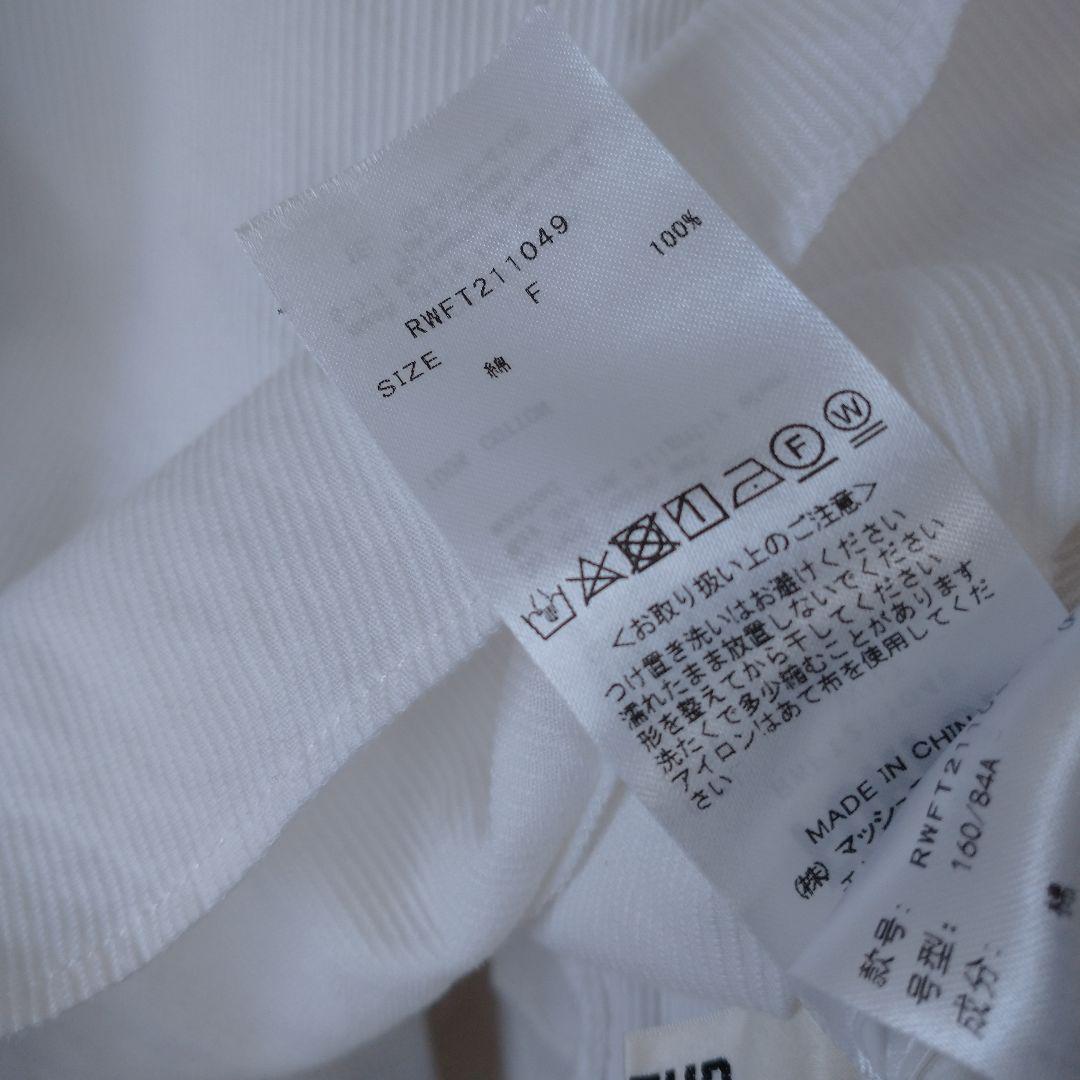 RWFT211049
SIZE F
綿 100%
F W
<お取り扱い上のご注意>
つけ置き洗いはお避けください
濡れたまま放置しないでください
形を整えてから干してください
洗たくで多少縮むことがあります
アイロンはあて布を使用してくだ
さい
MADE IN CHIN
(株)マッシ
款号: RWFT21
号型: 160/84A
成分: 棉